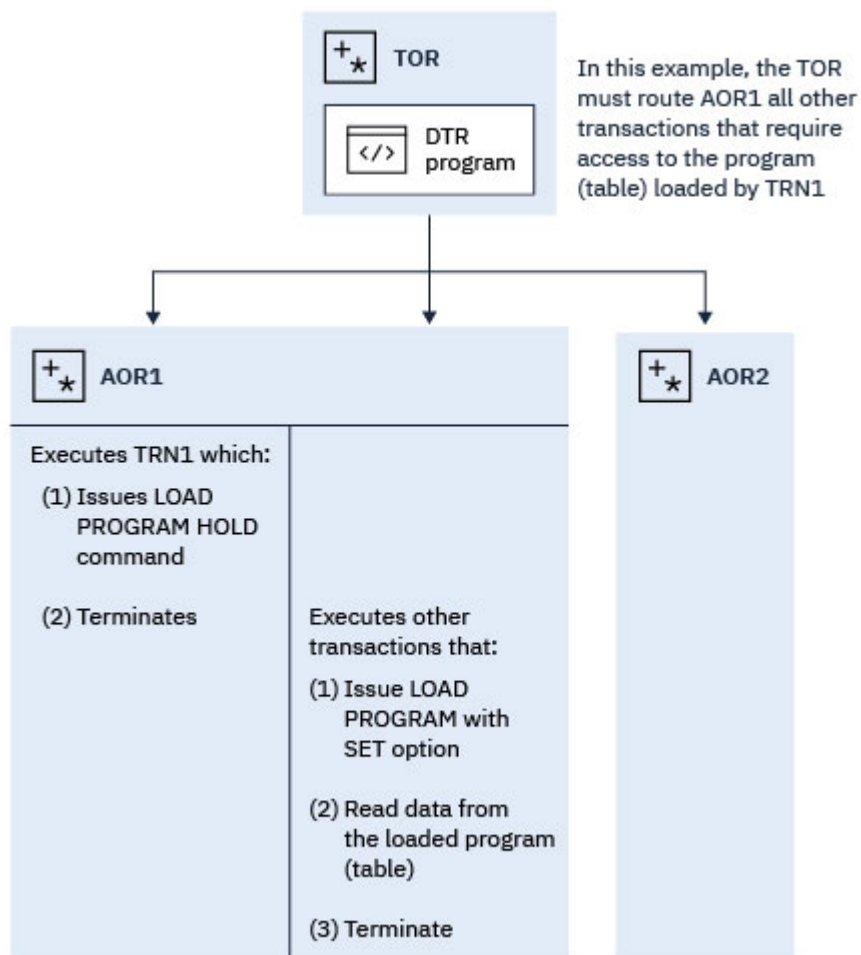 TOR
</> DTR
program
In this example, the TOR
must route AOR1 all other
transactions that require
access to the program
(table) loaded by TRN1
AOR1
Executes TRN1 which:
(1) Issues LOAD
PROGRAM HOLD
command
(2) Terminates
Executes other
transactions that:
(1) Issue LOAD
PROGRAM with
SET option
(2) Read data from
the loaded program
(table)
(3) Terminate
AOR2